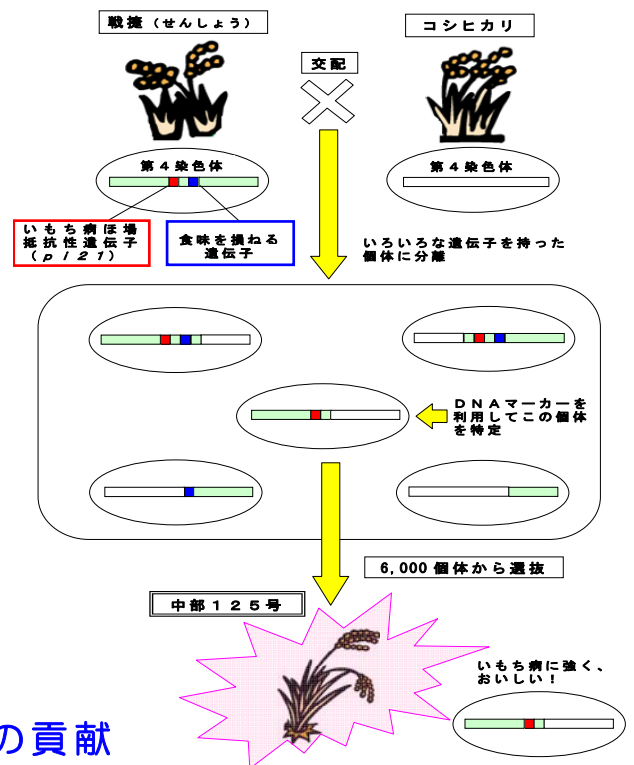 戦捷（せんしょう）
コシヒカリ
交配
第４染色体
第４染色体
いもち病ほ場
抵抗性遺伝子
（pi21）
食味を損ねる
遺伝子
いろいろな遺伝子を持った
個体に分離
ＤＮＡマーカーを
利用してこの個体
を特定
6,000個体から選抜
中部１２５号
いもち病に強く、
おいしい！
の貢献